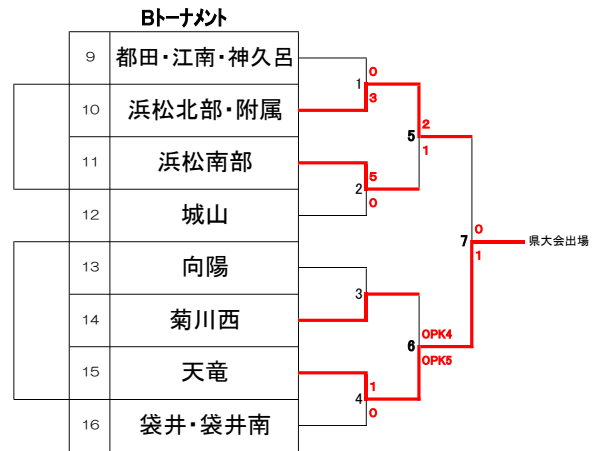 Bトーナメント
9 都田・江南・神久呂
10 浜松北部・附属
11 浜松南部
12 城山
13 向陽
14 菊川西
15 天竜
16 袋井・袋井南
1
0
3
2
5
0
5
2
1
3
4
1
0
6
0PK4
0PK5
7
0
1
県大会出場